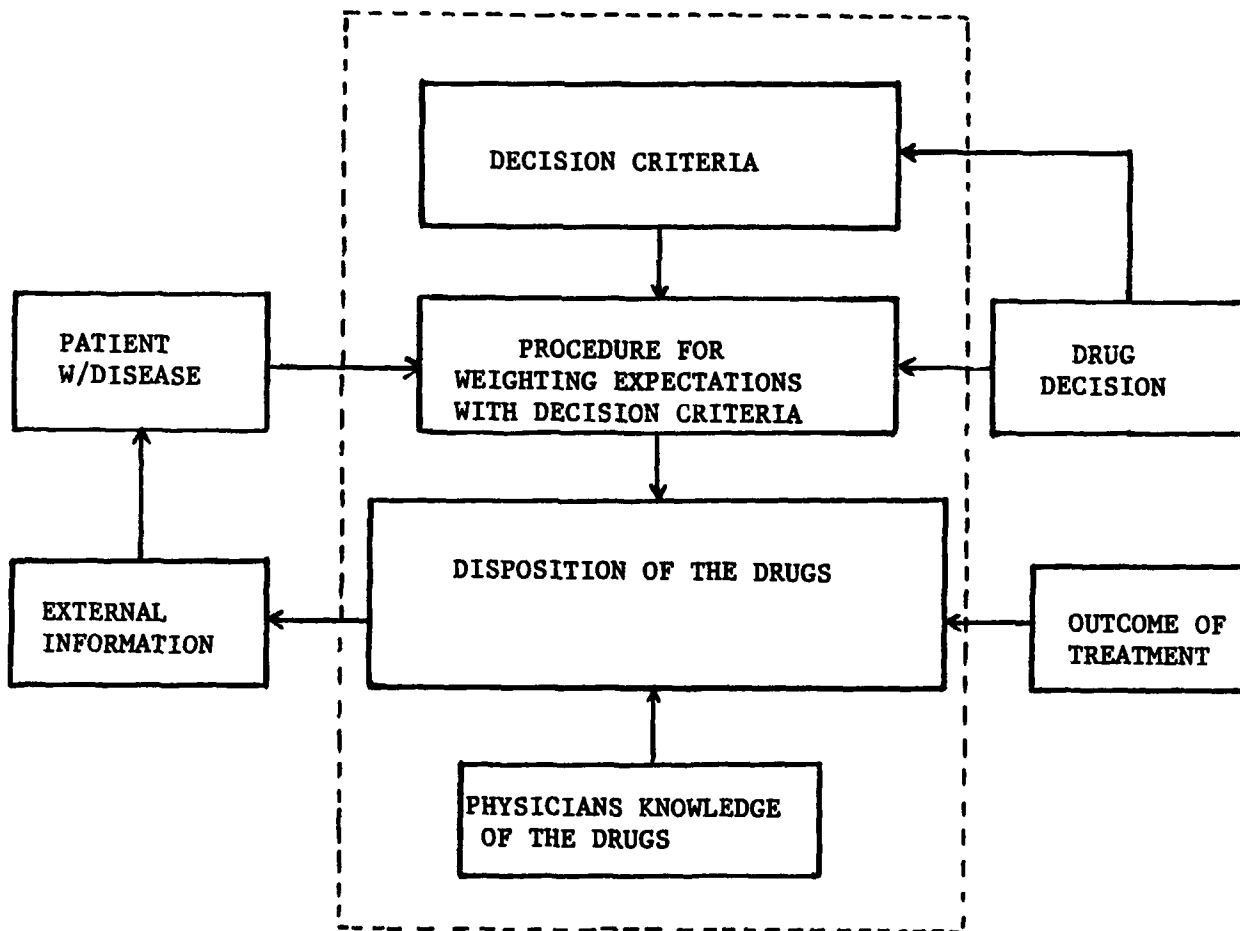 DECISION CRITERIA
PATIENT
W/DISEASE
PROCEDURE FOR
WEIGHTING EXPECTATIONS
WITH DECISION CRITERIA
DRUG
DECISION
EXTERNAL
INFORMATION
DISPOSITION OF THE DRUGS
OUTCOME OF
TREATMENT
PHYSICIANS KNOWLEDGE
OF THE DRUGS